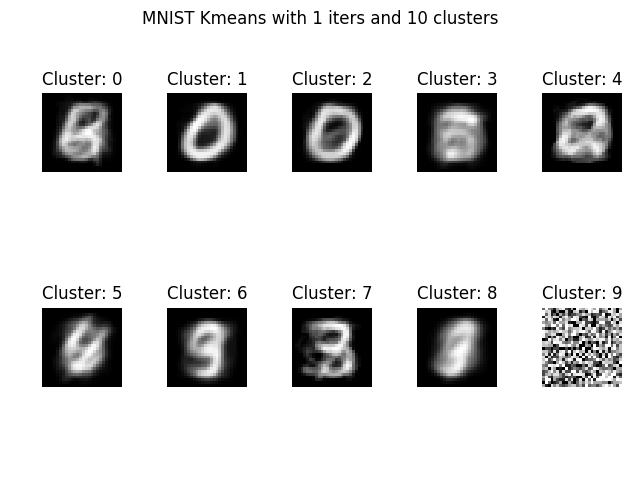 MNIST Kmeans with 1 iters and 10 clusters
Cluster: 0 Cluster: 1 Cluster: 2 Cluster: 3 Cluster: 4
Cluster: 5 Cluster: 6 Cluster: 7 Cluster: 8 Cluster: 9